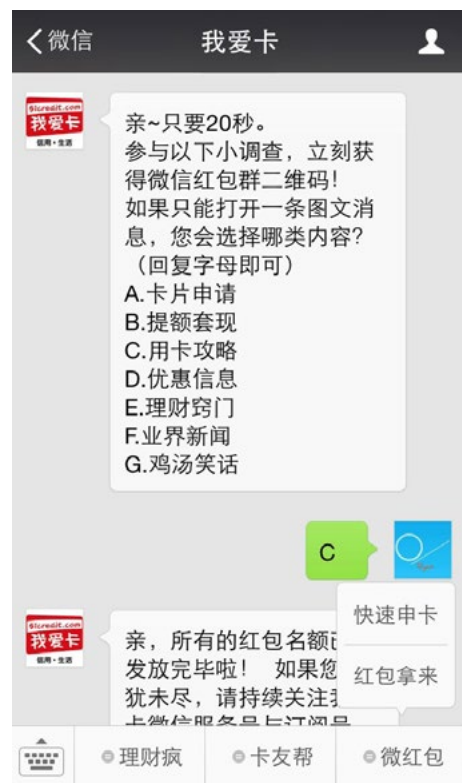 微信
我爱卡
51credit.com
我爱卡
信用·生活
亲~只要20秒。
参与以下小调查，立刻获
得微信红包群二维码！
如果只能打开一条图文消
息，您会选择哪类内容？
（回复字母即可）
A.卡片申请
B.提额套现
C.用卡攻略
D.优惠信息
E.理财窍门
F.业界新闻
G.鸡汤笑话
C
51credit.com
我爱卡
信用·生活
亲，所有的红包名额
发放完毕啦！ 如果您
犹未尽，请持续关注
卡微信服务号与订阅号
快速申卡
红包拿来
理财疯
卡友帮
微红包